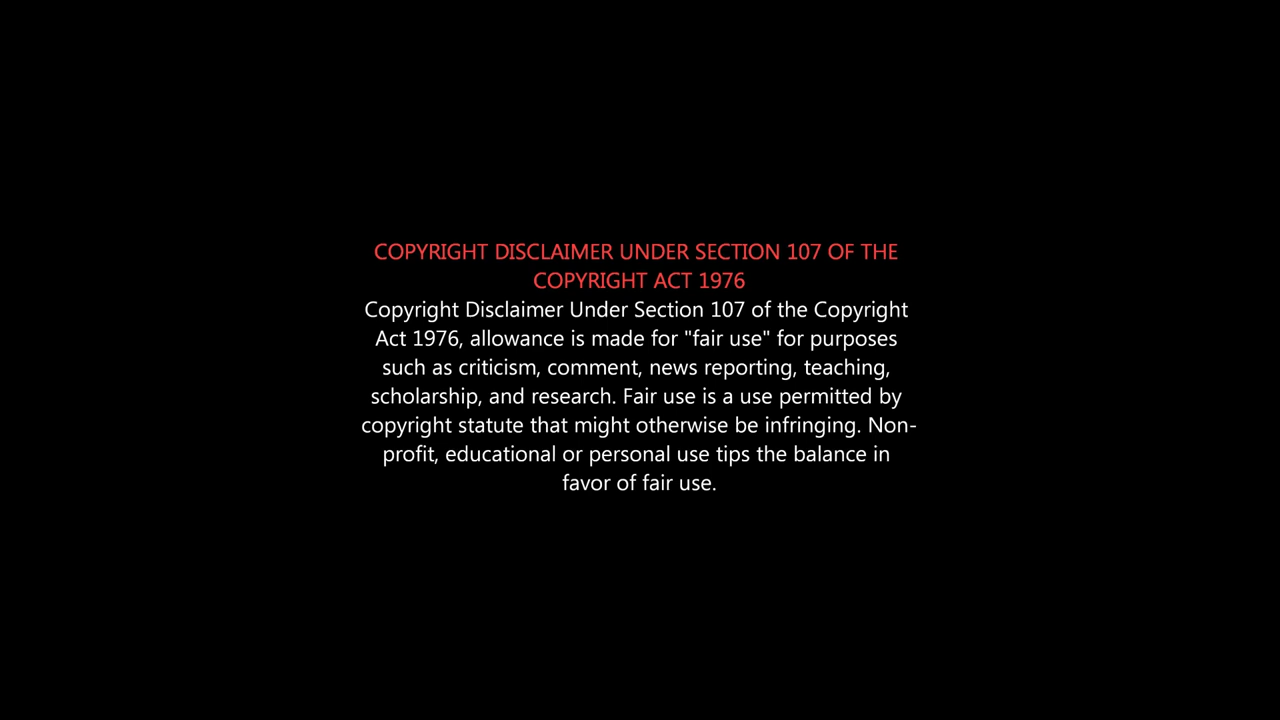 COPYRIGHT DISCLAIMER UNDER SECTION 107 OF THE
COPYRIGHT ACT 1976
Copyright Disclaimer Under Section 107 of the Copyright
Act 1976, allowance is made for "fair use" for purposes
such as criticism, comment, news reporting, teaching,
scholarship, and research. Fair use is a use permitted by
copyright statute that might otherwise be infringing. Non-
profit, educational or personal use tips the balance in
favor of fair use.